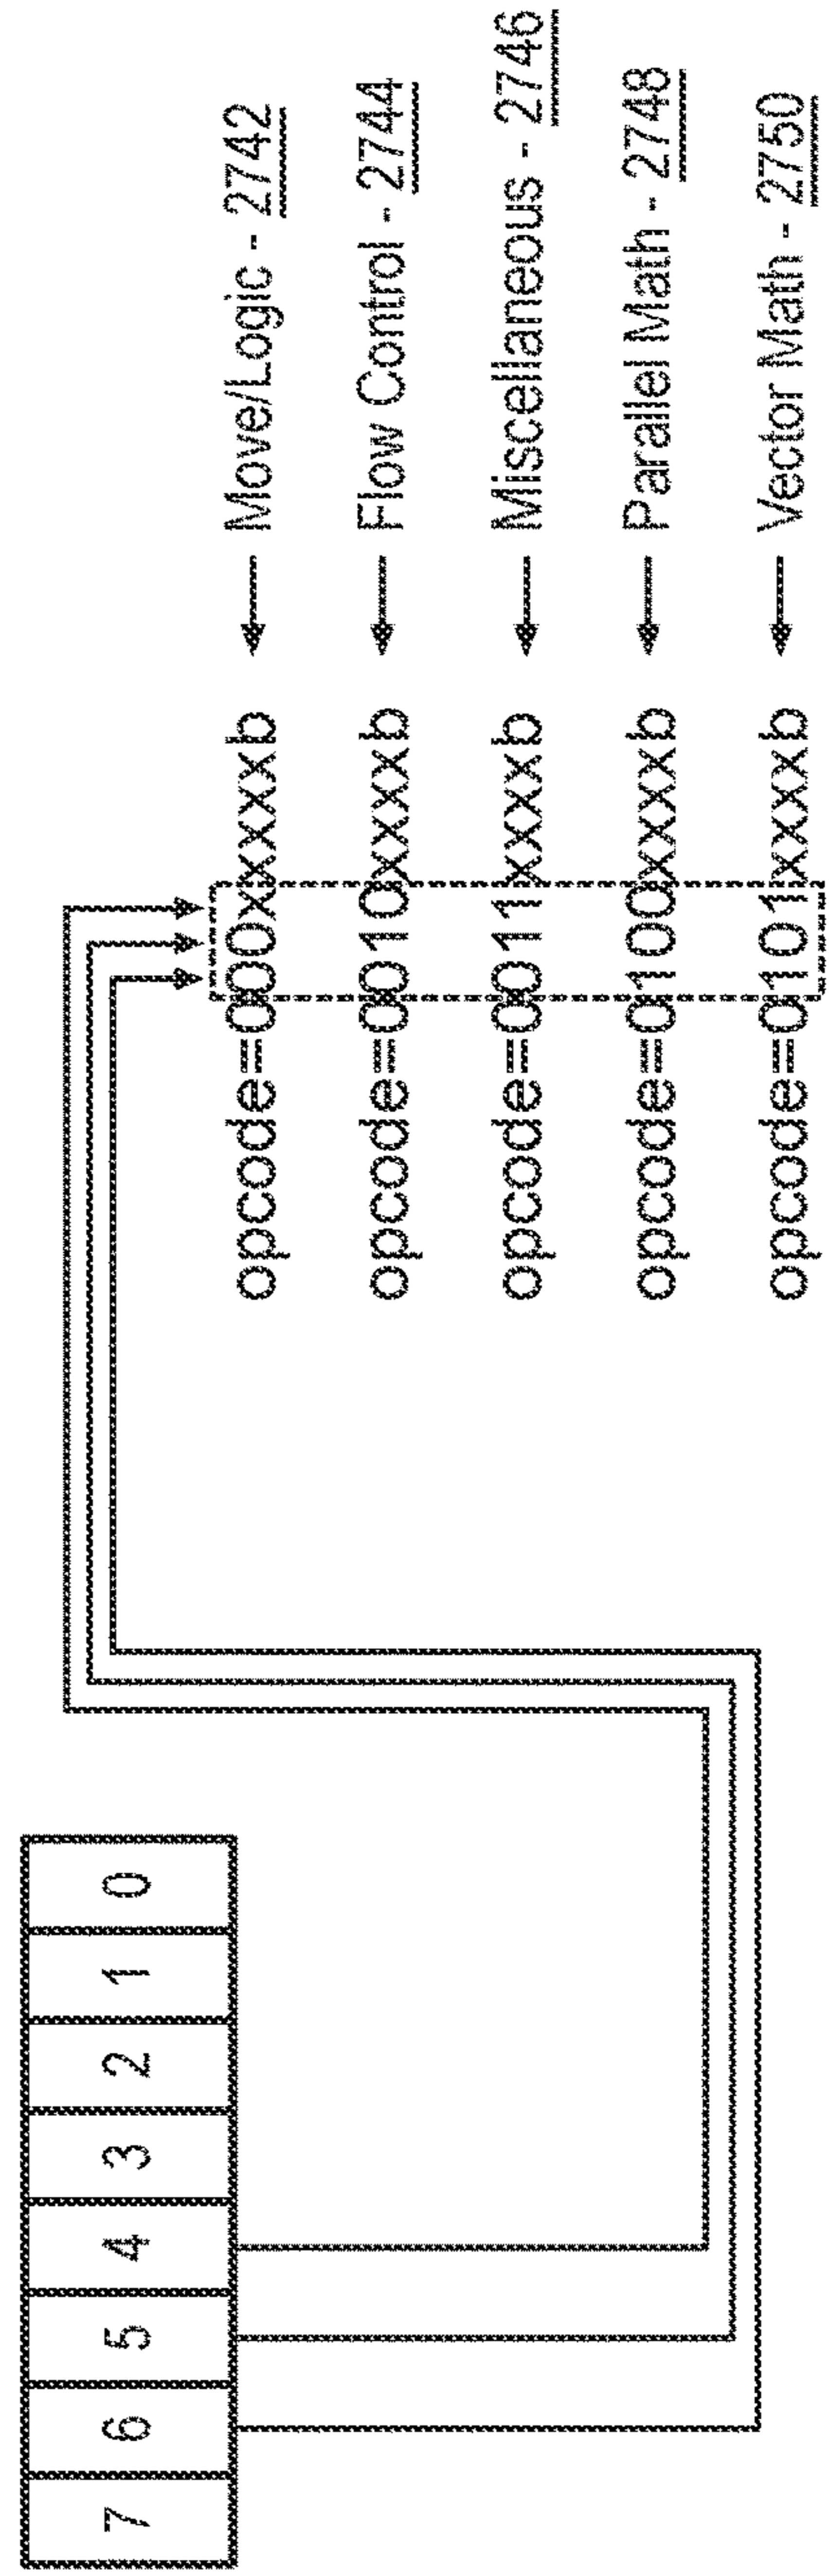 7 6 5 4 3 2 1 0
opcode=000xxxxxb Move/Logic - 2742
opcode=0010xxxxb Flow Control - 2744
opcode=0011xxxxb Miscellaneous - 2746
opcode=0100xxxxb Parallel Math - 2748
opcode=0101xxxxb Vector Math - 2750